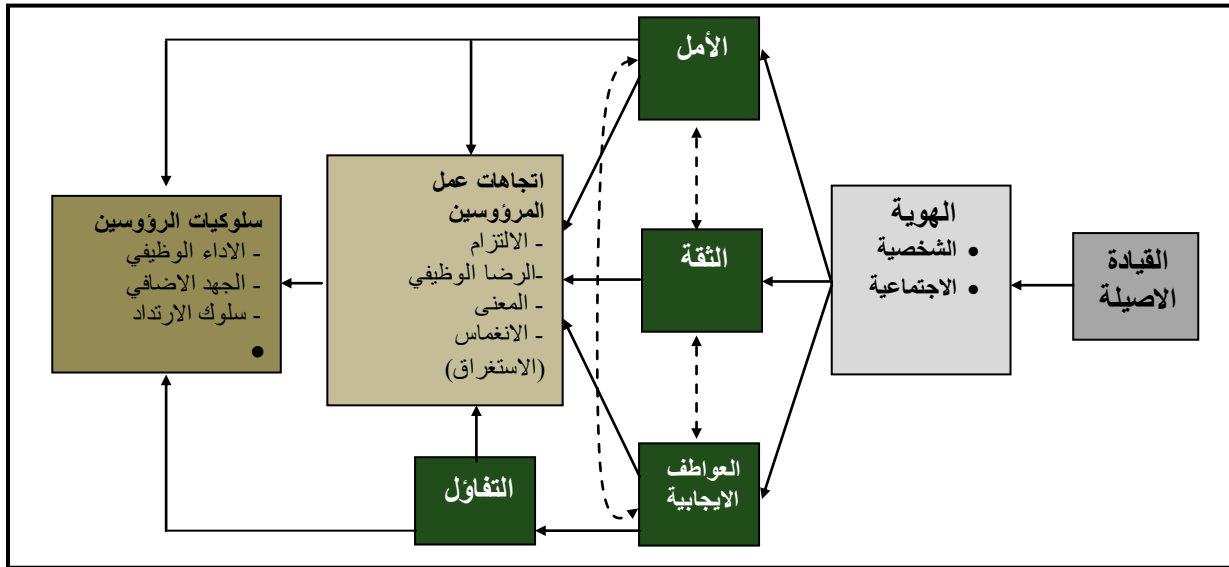 القيادة
الاصيلة
الهوية
• الشخصية
• الاجتماعية
الأمل
الثقة
العواطف
الايجابية
التفاؤل
اتجاهات عمل
المرؤوسين
- الالتزام
-الرضا الوظيفي
- المعنى
- الانغماس
(الاستغراق)
سلوكيات الرؤوسين
- الاداء الوظيفي
- الجهد الاضافي
- سلوك الارتداد
•